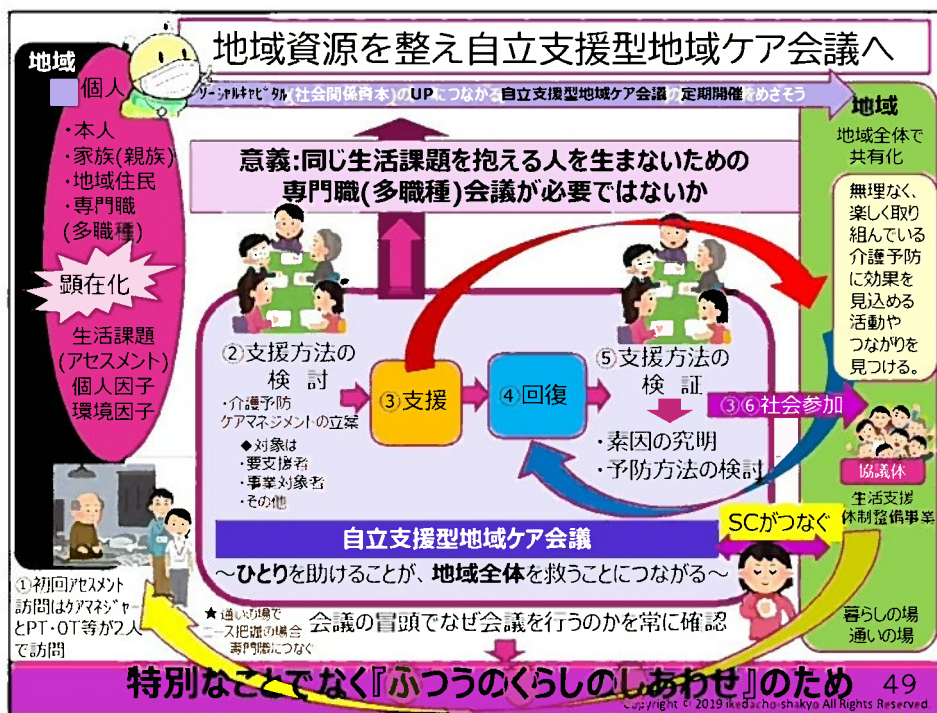 地域資源を整え自立支援型地域ケア会議へ
ソーシャルキャピタル(社会関係資本)のUPにつながる 自立支援型地域ケア会議の定期開催をめざそう
地域
個人
・本人
・家族(親族)
・地域住民
・専門職
(多職種)
顕在化
生活課題
(アセスメント)
個人因子
環境因子
①初回アセスメント
訪問はケアマネジャー
とPT・OT等が2人
で訪問
意義:同じ生活課題を抱える人を生まないための
専門職(多職種)会議が必要ではないか
②支援方法の
検討
・介護予防
ケアマネジメントの立案
◆対象は
・要支援者
・事業対象者
・その他
③支援
④回復
⑤支援方法の
検証
・素因の究明
・予防方法の検討
③⑥社会参加
自立支援型地域ケア会議
～ひとりを助けることが、地域全体を救うことにつながる～
SCがつなぐ
★通いの場で
ニーズ把握の場合
専門職につなぐ
会議の冒頭でなぜ会議を行うのかを常に確認
地域
地域全体で
共有化
無理なく、
楽しく取り
組んでいる
介護予防
に効果を
見込める
活動や
つながりを
見つける。
協議体
生活支援
体制整備事業
暮らしの場
通いの場
特別なことでなく『ふつうのくらしのしあわせ』のため
49
Copyright © 2019 ikedacho-shakyo All Rights Reserved.